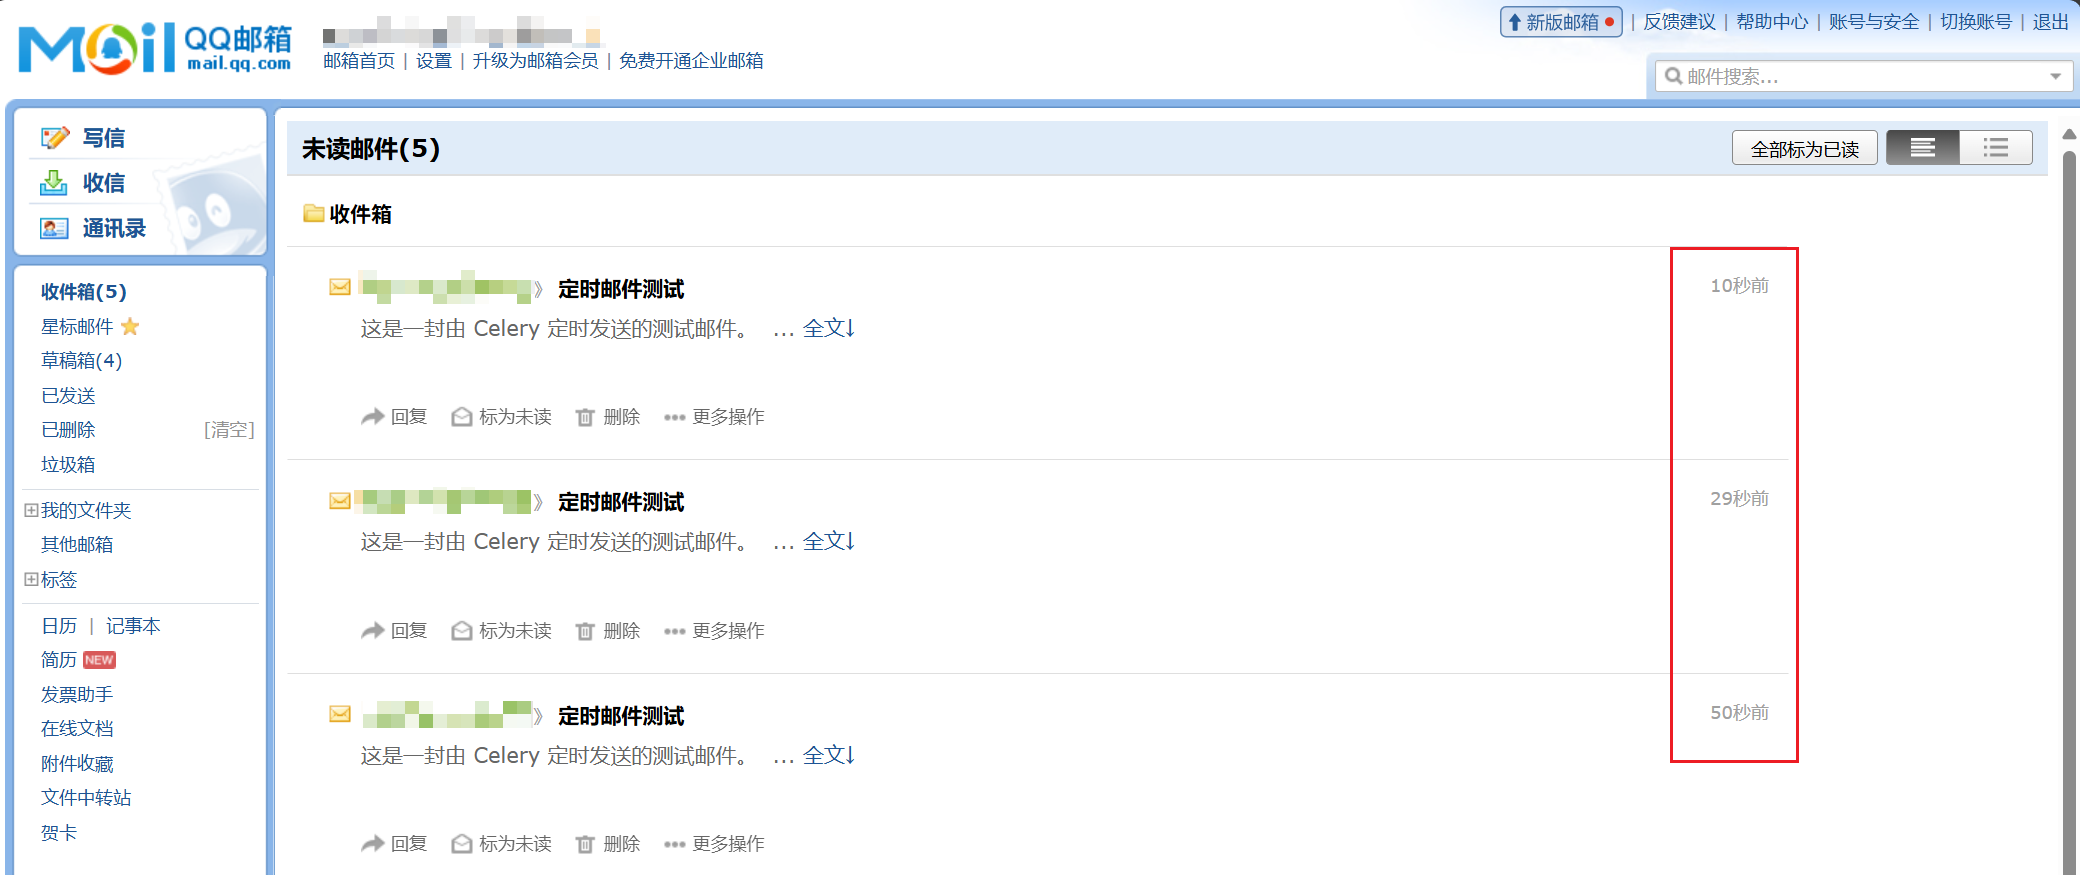 Mail QQ邮箱 mail.qq.com
邮箱首页 | 设置 | 升级为邮箱会员 | 免费开通企业邮箱
新版邮箱 | 反馈建议 | 帮助中心 | 账号与安全 | 切换账号 | 退出
邮件搜索...
写信
收信
通讯录
收件箱(5)
星标邮件
草稿箱(4)
已发送
已删除 [清空]
垃圾箱
我的文件夹
其他邮箱
标签
日历 | 记事本
简历 NEW
发票助手
在线文档
附件收藏
文件中转站
贺卡
未读邮件(5)
全部标为已读
收件箱
》 定时邮件测试 10秒前
这是一封由 Celery 定时发送的测试邮件。 ... 全文↓
回复 标为未读 删除 更多操作
》 定时邮件测试 29秒前
这是一封由 Celery 定时发送的测试邮件。 ... 全文↓
回复 标为未读 删除 更多操作
》 定时邮件测试 50秒前
这是一封由 Celery 定时发送的测试邮件。 ... 全文↓
回复 标为未读 删除 更多操作